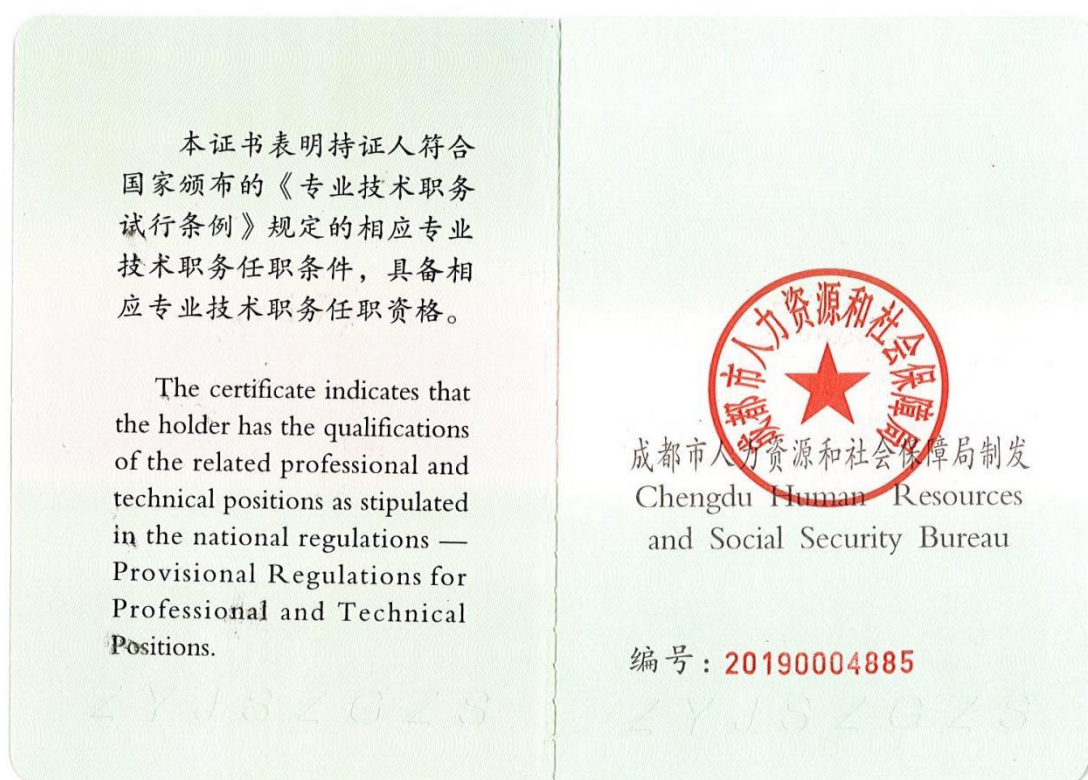 本证书表明持证人符合
国家颁布的《专业技术职务
试行条例》规定的相应专业
技术职务任职条件，具备相
应专业技术职务任职资格。
The certificate indicates that
the holder has the qualifications
of the related professional and
technical positions as stipulated
in the national regulations —
Provisional Regulations for
Professional and Technical
Positions.
ZYJSZGZS
成都市人力资源和社会保障局
成都市人力资源和社会保障局制发
Chengdu Human Resources
and Social Security Bureau
编号：20190004885
ZYJSZGZS